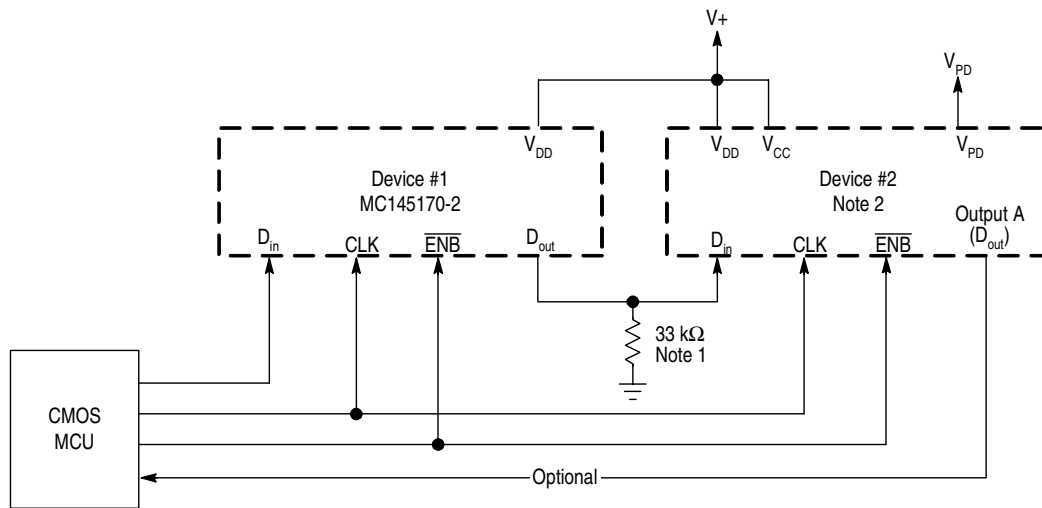 V+
V_PD
V_DD
V_DD V_CC V_PD
Device #1
MC145170-2
Device #2
Note 2
Output A
(D_out)
D_in CLK ENB D_out
D_in CLK ENB
33 kΩ
Note 1
CMOS
MCU
Optional